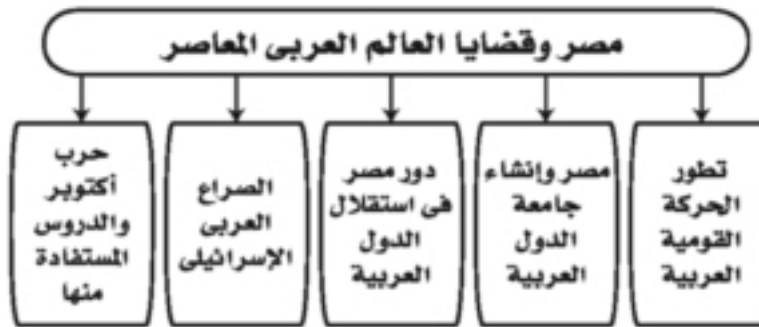 مصر وقضايا العالم العربى المعاصر
تطور
الحركة
القومية
العربية
مصر وإنشاء
جامعة
الدول
العربية
دور مصر
فى استقلال
الدول
العربية
الصراع
العربى
الإسرائيلى
حرب
أكتوبر
والدروس
المستفادة
منها